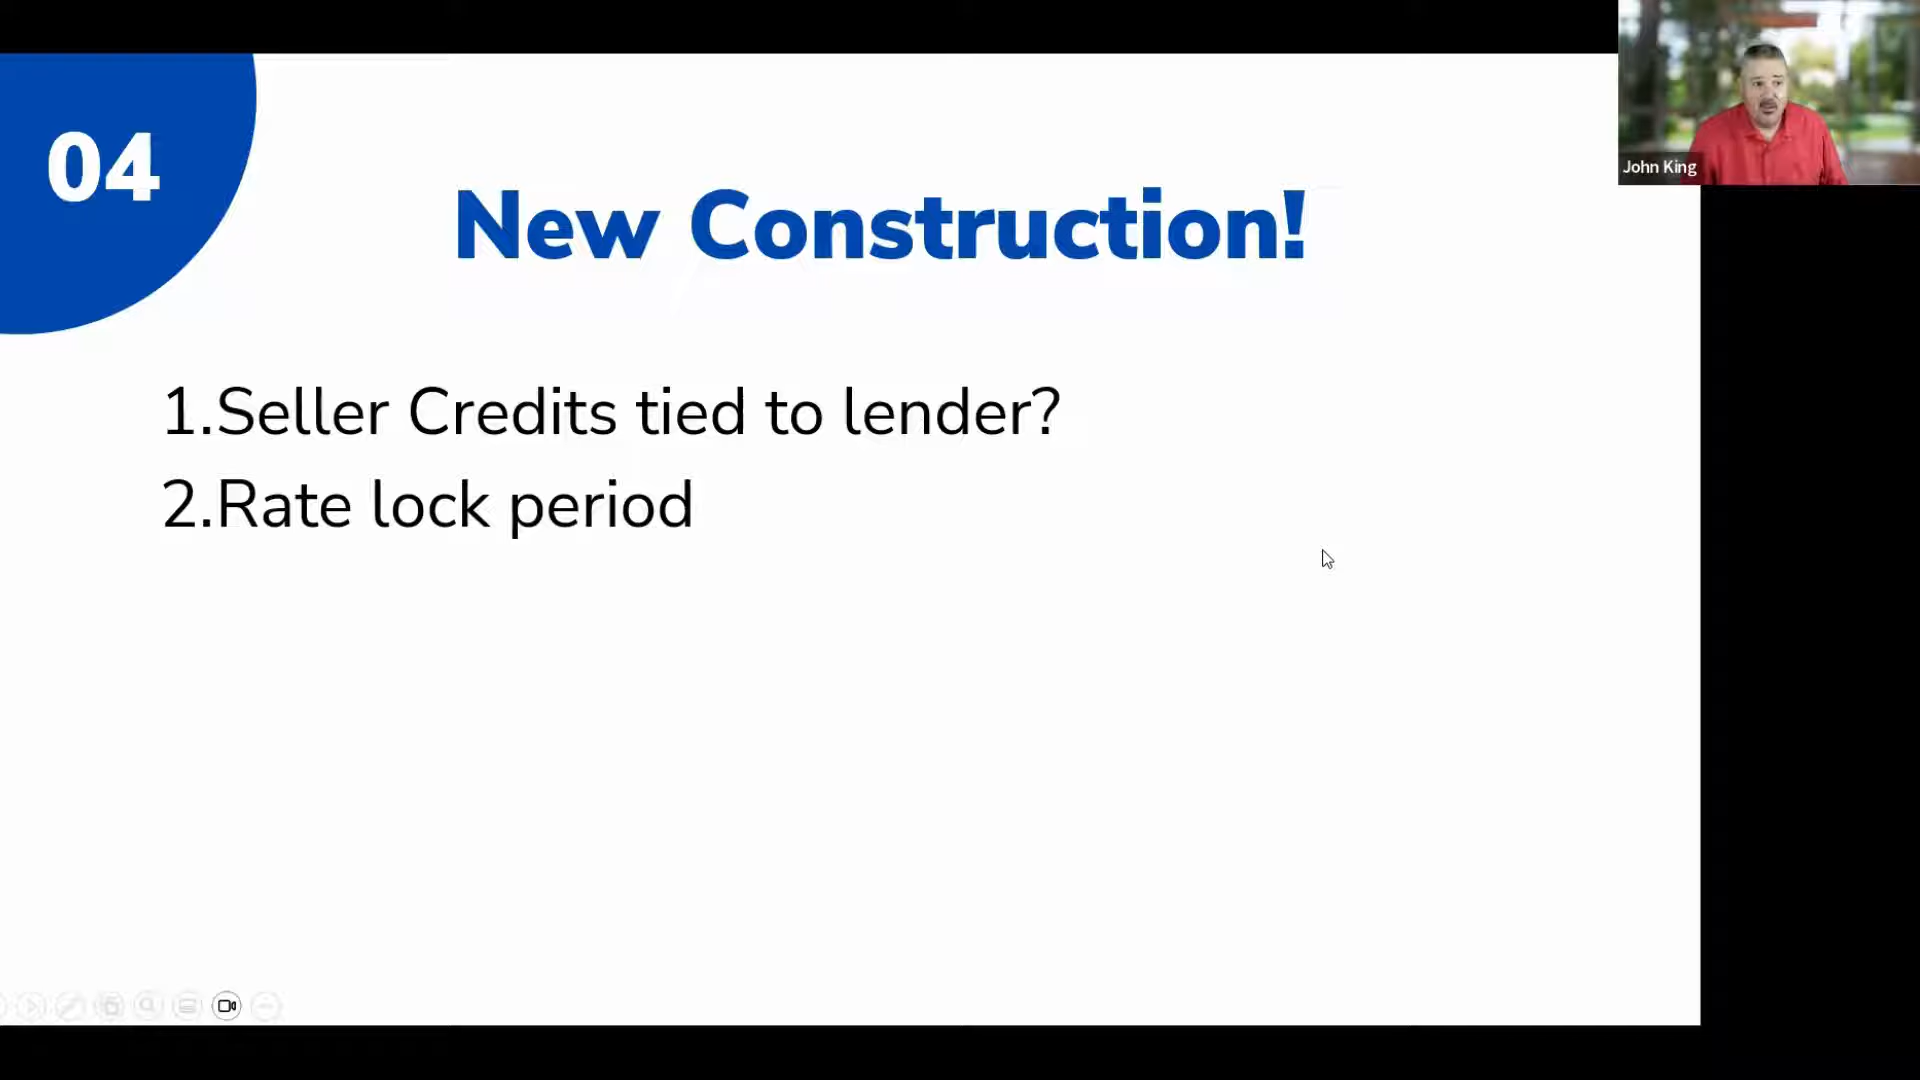 04
John King
New Construction!
1.Seller Credits tied to lender?
2.Rate lock period